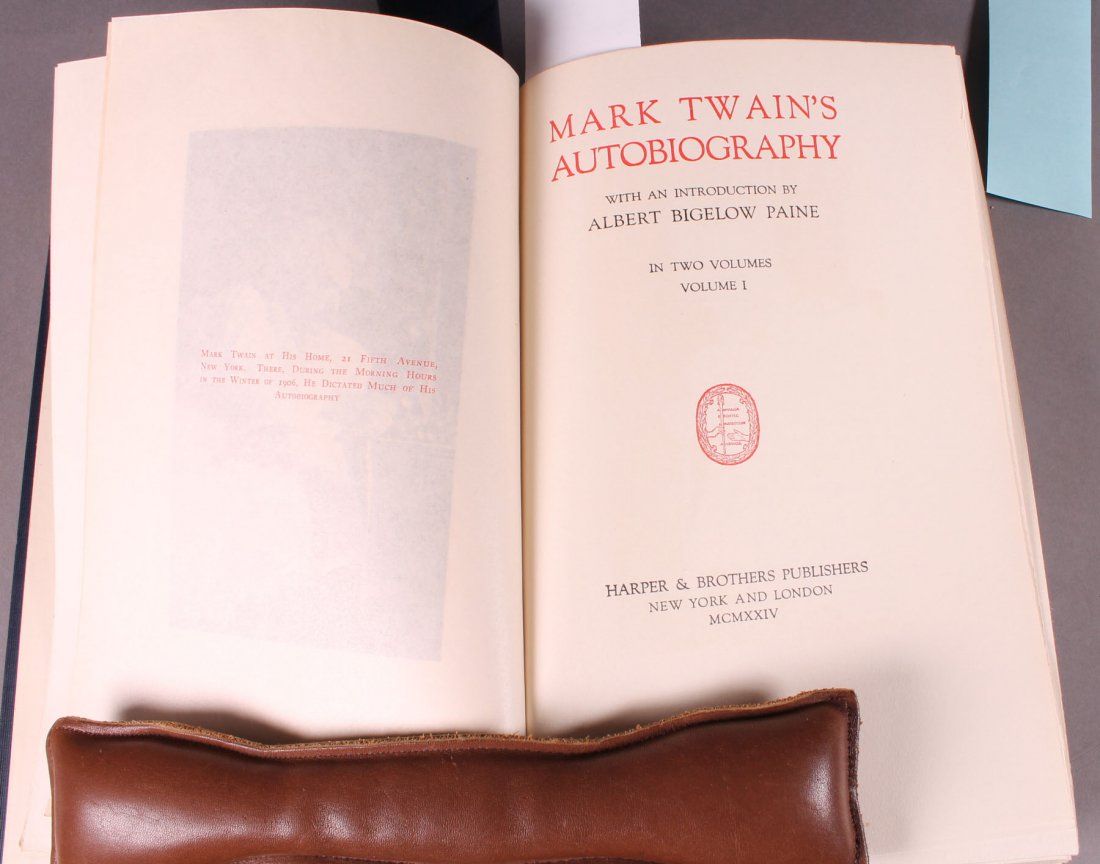 MARK TWAIN AT HIS HOME, 21 FIFTH AVENUE,
NEW YORK. THERE, DURING THE MORNING HOURS
IN THE WINTER OF 1906, HE DICTATED MUCH OF HIS
AUTOBIOGRAPHY
MARK TWAIN'S
AUTOBIOGRAPHY
WITH AN INTRODUCTION BY
ALBERT BIGELOW PAINE
IN TWO VOLUMES
VOLUME I
HARPER & BROTHERS PUBLISHERS
NEW YORK AND LONDON
MCMXXIV